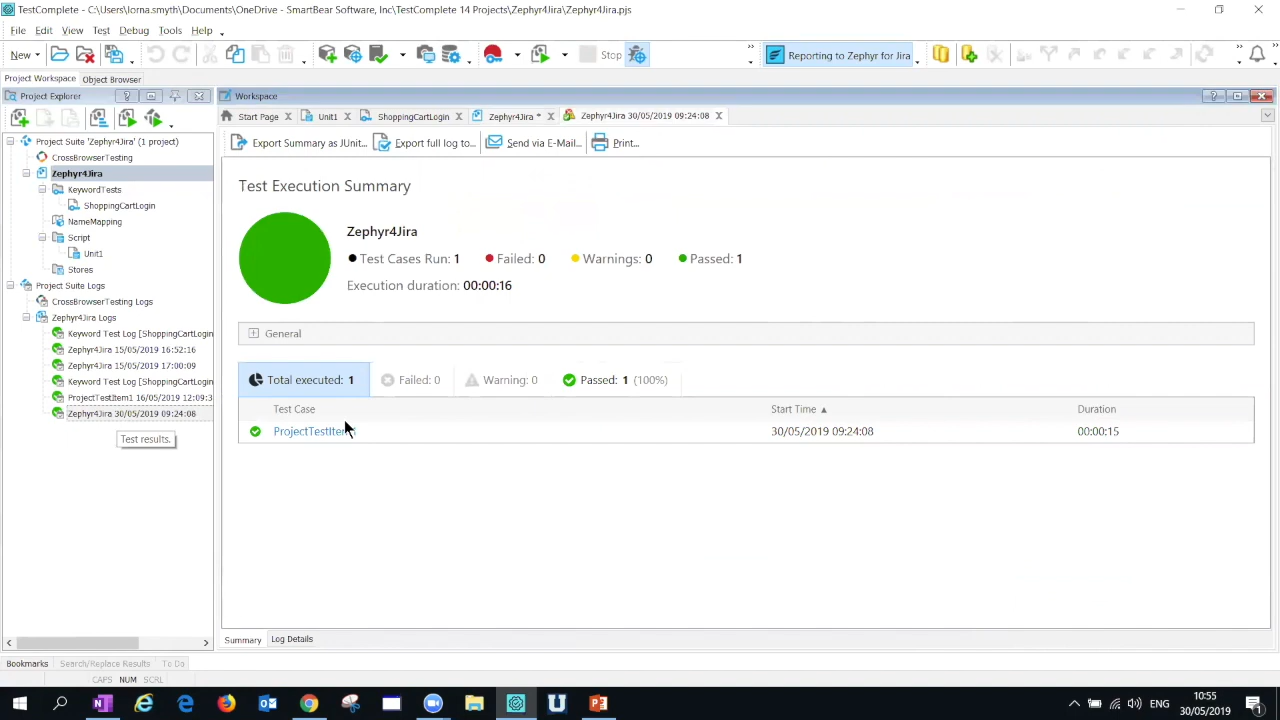 TestComplete - C:\Users\lorna.smyth\Documents\OneDrive - SmartBear Software, Inc\TestComplete 14 Projects\Zephyr4Jira\Zephyr4Jira.pjs
File Edit View Test Debug Tools Help
New Stop Reporting to Zephyr for Jira
Project Workspace Object Browser
Project Explorer
Workspace
Start Page Unit1 ShoppingCartLogin Zephyr4Jira * Zephyr4Jira 30/05/2019 09:24:08
Export Summary as JUnit... Export full log to... Send via E-Mail... Print...
Project Suite 'Zephyr4Jira' (1 project)
CrossBrowserTesting
Zephyr4Jira
KeywordTests
ShoppingCartLogin
NameMapping
Script
Unit1
Stores
Project Suite Logs
CrossBrowserTesting Logs
Zephyr4Jira Logs
Keyword Test Log [ShoppingCartLogin
Zephyr4Jira 15/05/2019 16:52:16
Zephyr4Jira 15/05/2019 17:00:09
Keyword Test Log [ShoppingCartLogin
ProjectTestItem1 16/05/2019 12:09:3
Zephyr4Jira 30/05/2019 09:24:08
Test results.
Test Execution Summary
Zephyr4Jira
Test Cases Run: 1 Failed: 0 Warnings: 0 Passed: 1
Execution duration: 00:00:16
General
Total executed: 1 Failed: 0 Warning: 0 Passed: 1 (100%)
Test Case Start Time Duration
30/05/2019 09:24:08 00:00:15
Summary Log Details
Bookmarks Search/Replace Results To Do
CAPS NUM SCRL
ENG
10:55
30/05/2019
1